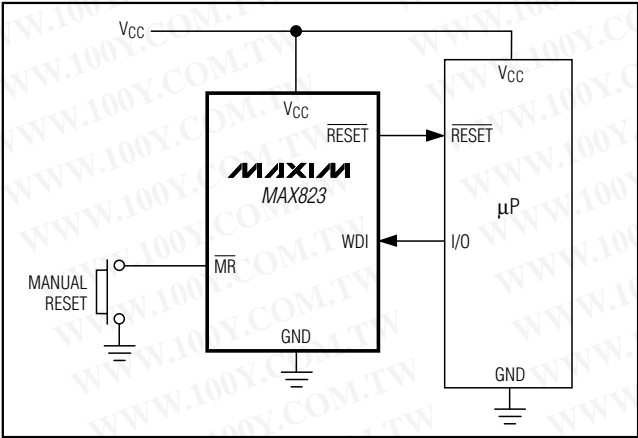 VCC
VCC
VCC
RESET
RESET
MAXIM
MAX823
µP
WDI
I/O
MR
MANUAL
RESET
GND
GND
WWW.100Y.COM.TW